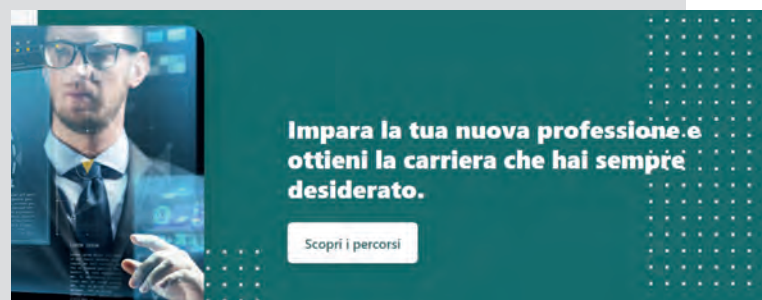 Impara la tua nuova professione e
ottieni la carriera che hai sempre
desiderato.
Scopri i percorsi